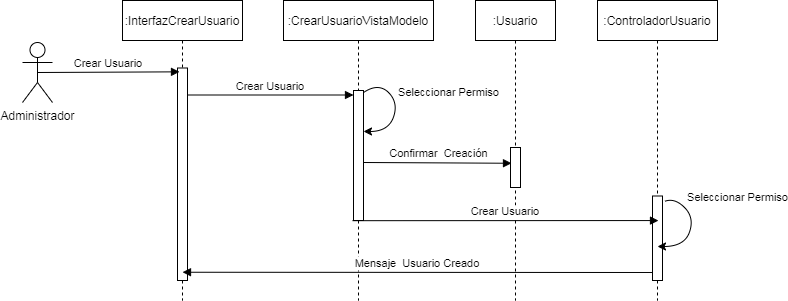 :InterfazCrearUsuario
:CrearUsuarioVistaModelo
:Usuario
:ControladorUsuario
Crear Usuario
Administrador
Crear Usuario
Seleccionar Permiso
Confirmar Creación
Crear Usuario
Seleccionar Permiso
Mensaje Usuario Creado